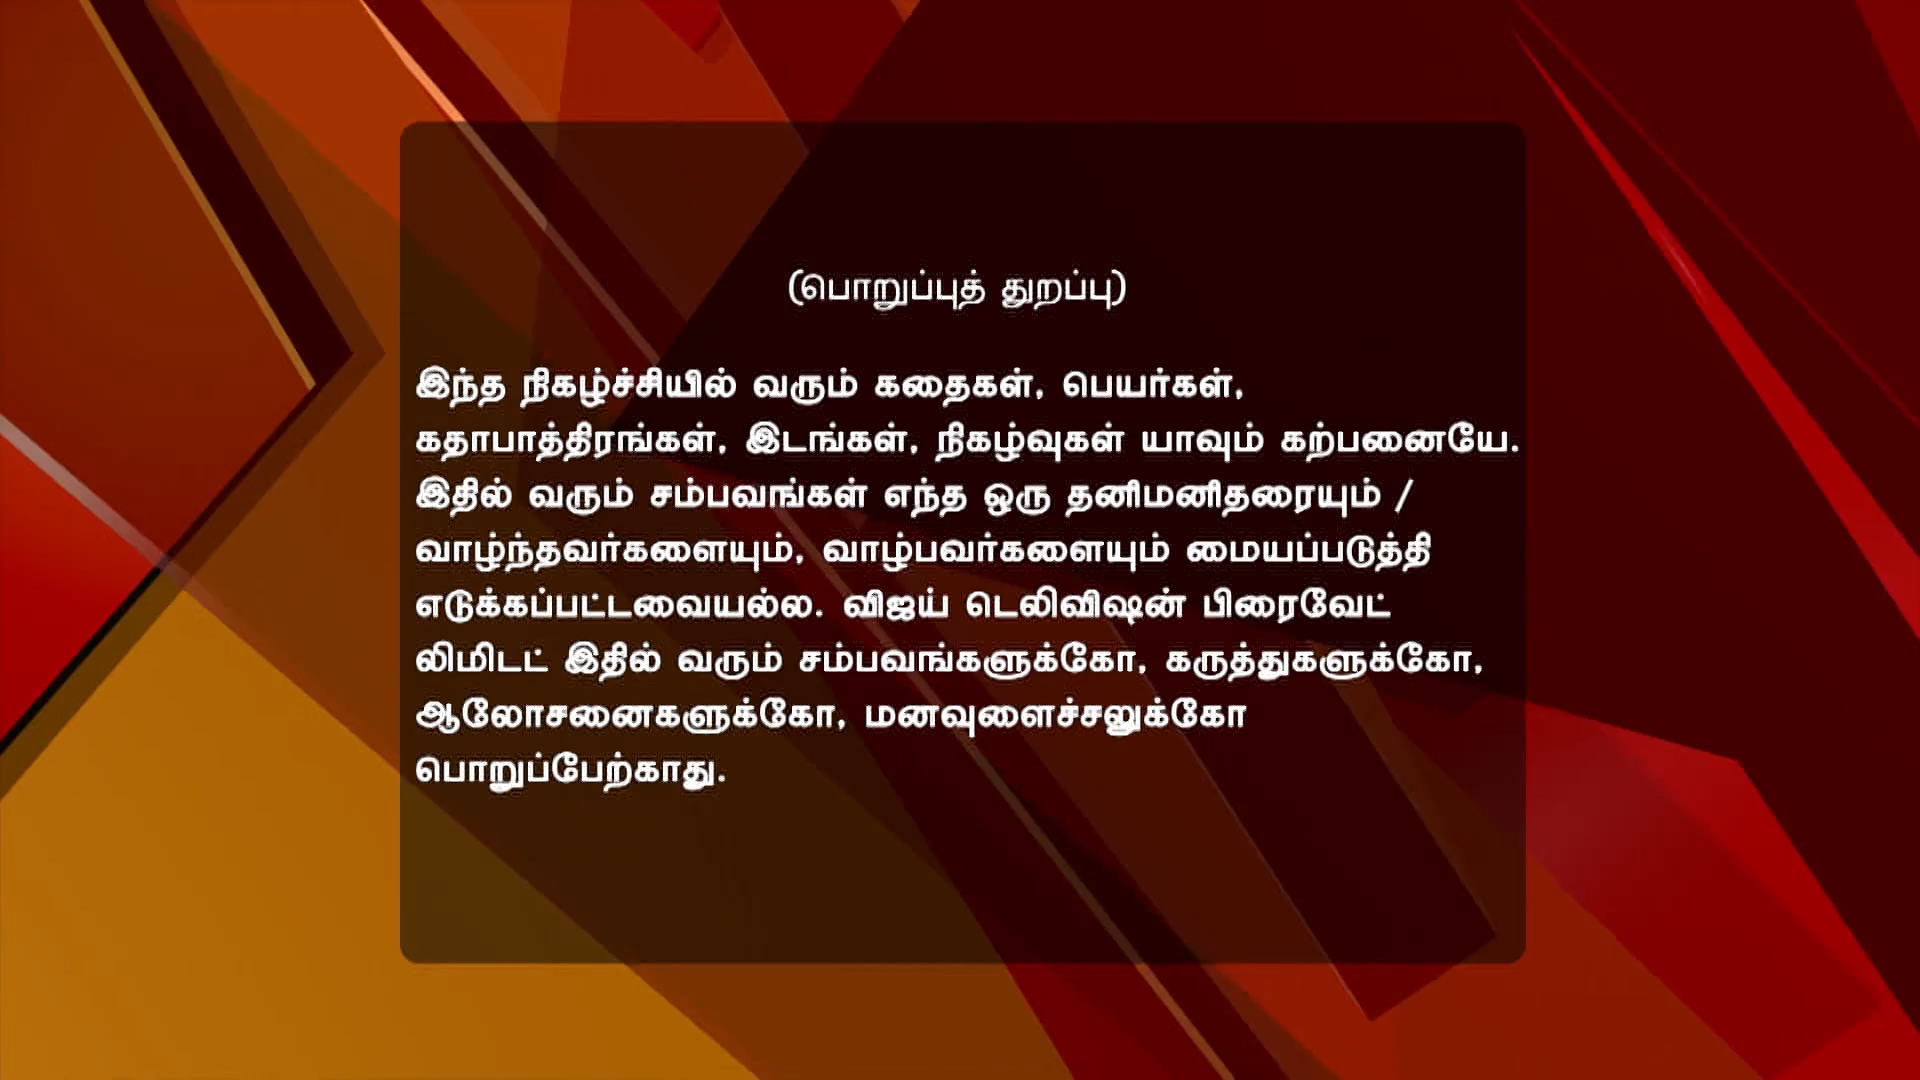 (பொறுப்புத் துறப்பு)
இந்த நிகழ்ச்சியில் வரும் கதைகள், பெயர்கள்,
கதாபாத்திரங்கள், இடங்கள், நிகழ்வுகள் யாவும் கற்பனையே.
இதில் வரும் சம்பவங்கள் எந்த ஒரு தனிமனிதரையும் /
வாழ்ந்தவர்களையும், வாழ்பவர்களையும் மையப்படுத்தி
எடுக்கப்பட்டவையல்ல. விஜய் டெலிவிஷன் பிரைவேட்
லிமிடட் இதில் வரும் சம்பவங்களுக்கோ, கருத்துகளுக்கோ,
ஆலோசனைகளுக்கோ, மனவுளைச்சலுக்கோ
பொறுப்பேற்காது.